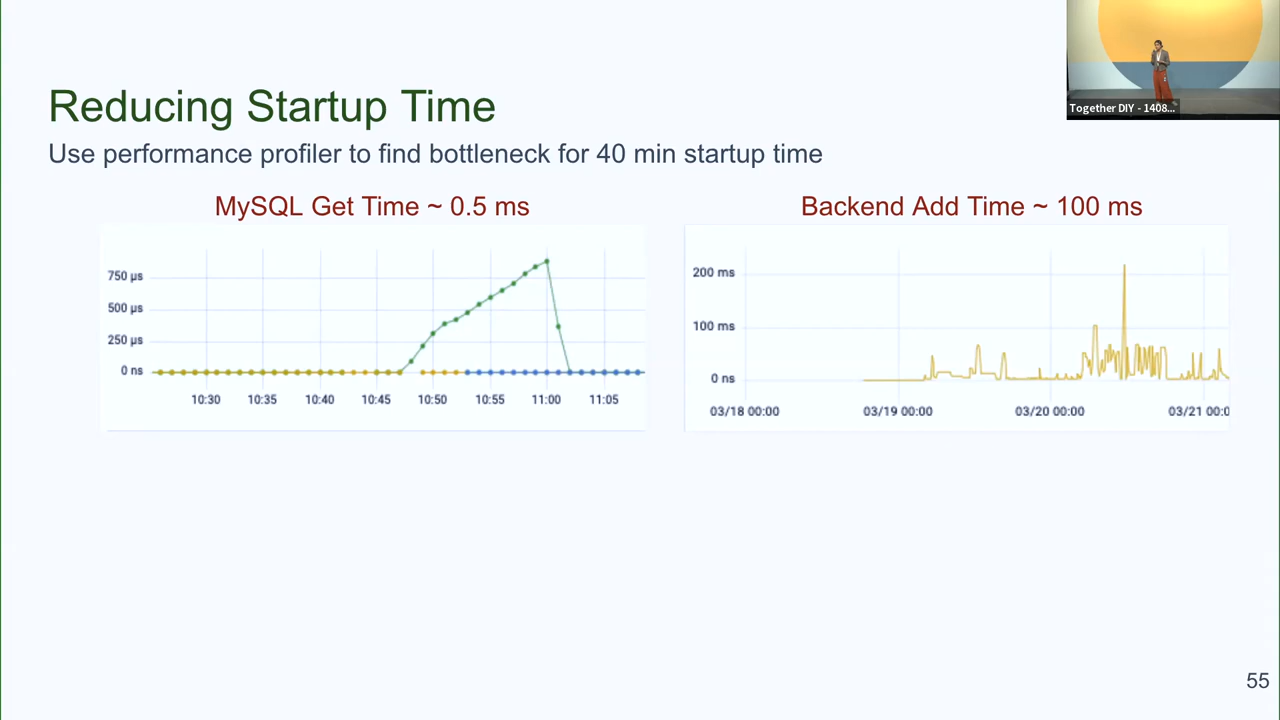 Together DIY - 1408...
Reducing Startup Time
Use performance profiler to find bottleneck for 40 min startup time
MySQL Get Time ~ 0.5 ms
750 µs
500 µs
250 µs
0 ns
10:30 10:35 10:40 10:45 10:50 10:55 11:00 11:05
Backend Add Time ~ 100 ms
200 ms
100 ms
0 ns
03/18 00:00 03/19 00:00 03/20 00:00 03/21 00:0
55